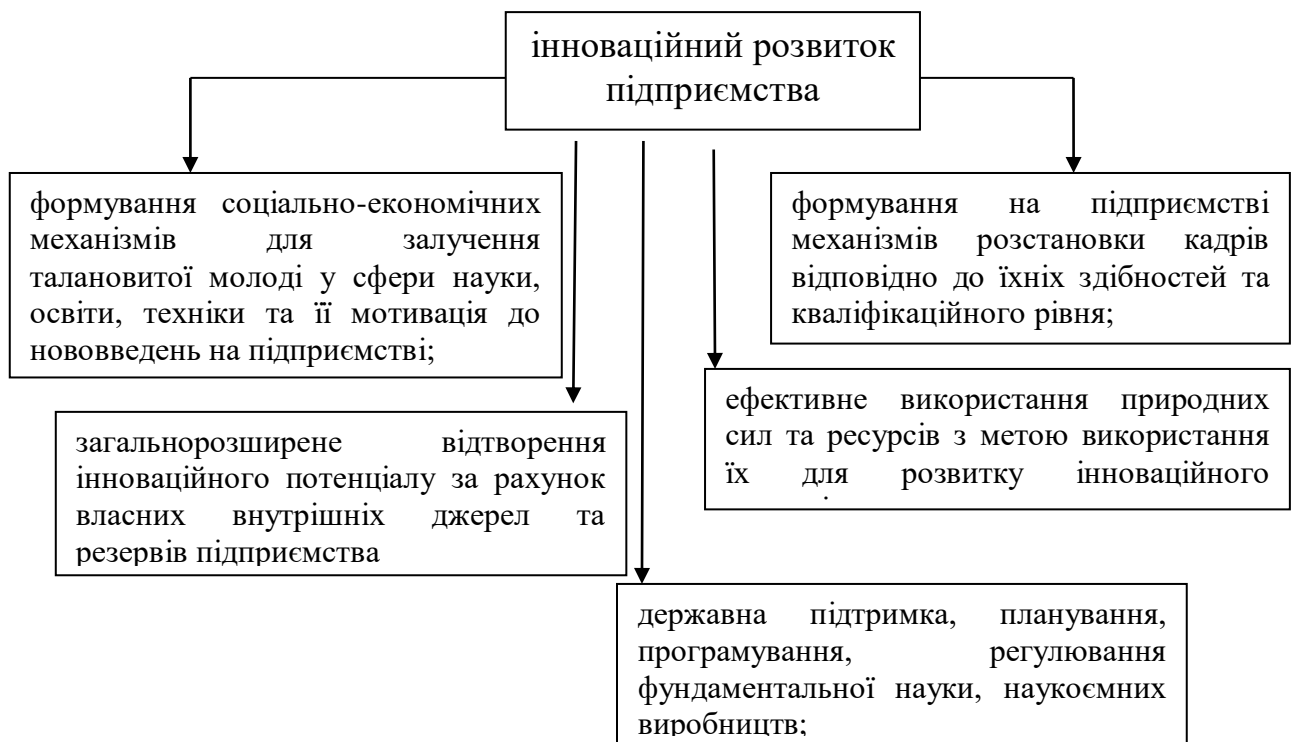 інноваційний розвиток
підприємства
формування соціально-економічних
механізмів для залучення
талановитої молоді у сфери науки,
освіти, техніки та її мотивація до
нововведень на підприємстві;
формування на підприємстві
механізмів розстановки кадрів
відповідно до їхніх здібностей та
кваліфікаційного рівня;
загальнорозширене відтворення
інноваційного потенціалу за рахунок
власних внутрішніх джерел та
резервів підприємства
ефективне використання природних
сил та ресурсів з метою використання
їх для розвитку інноваційного
державна підтримка, планування,
програмування, регулювання
фундаментальної науки, наукоємних
виробництв;